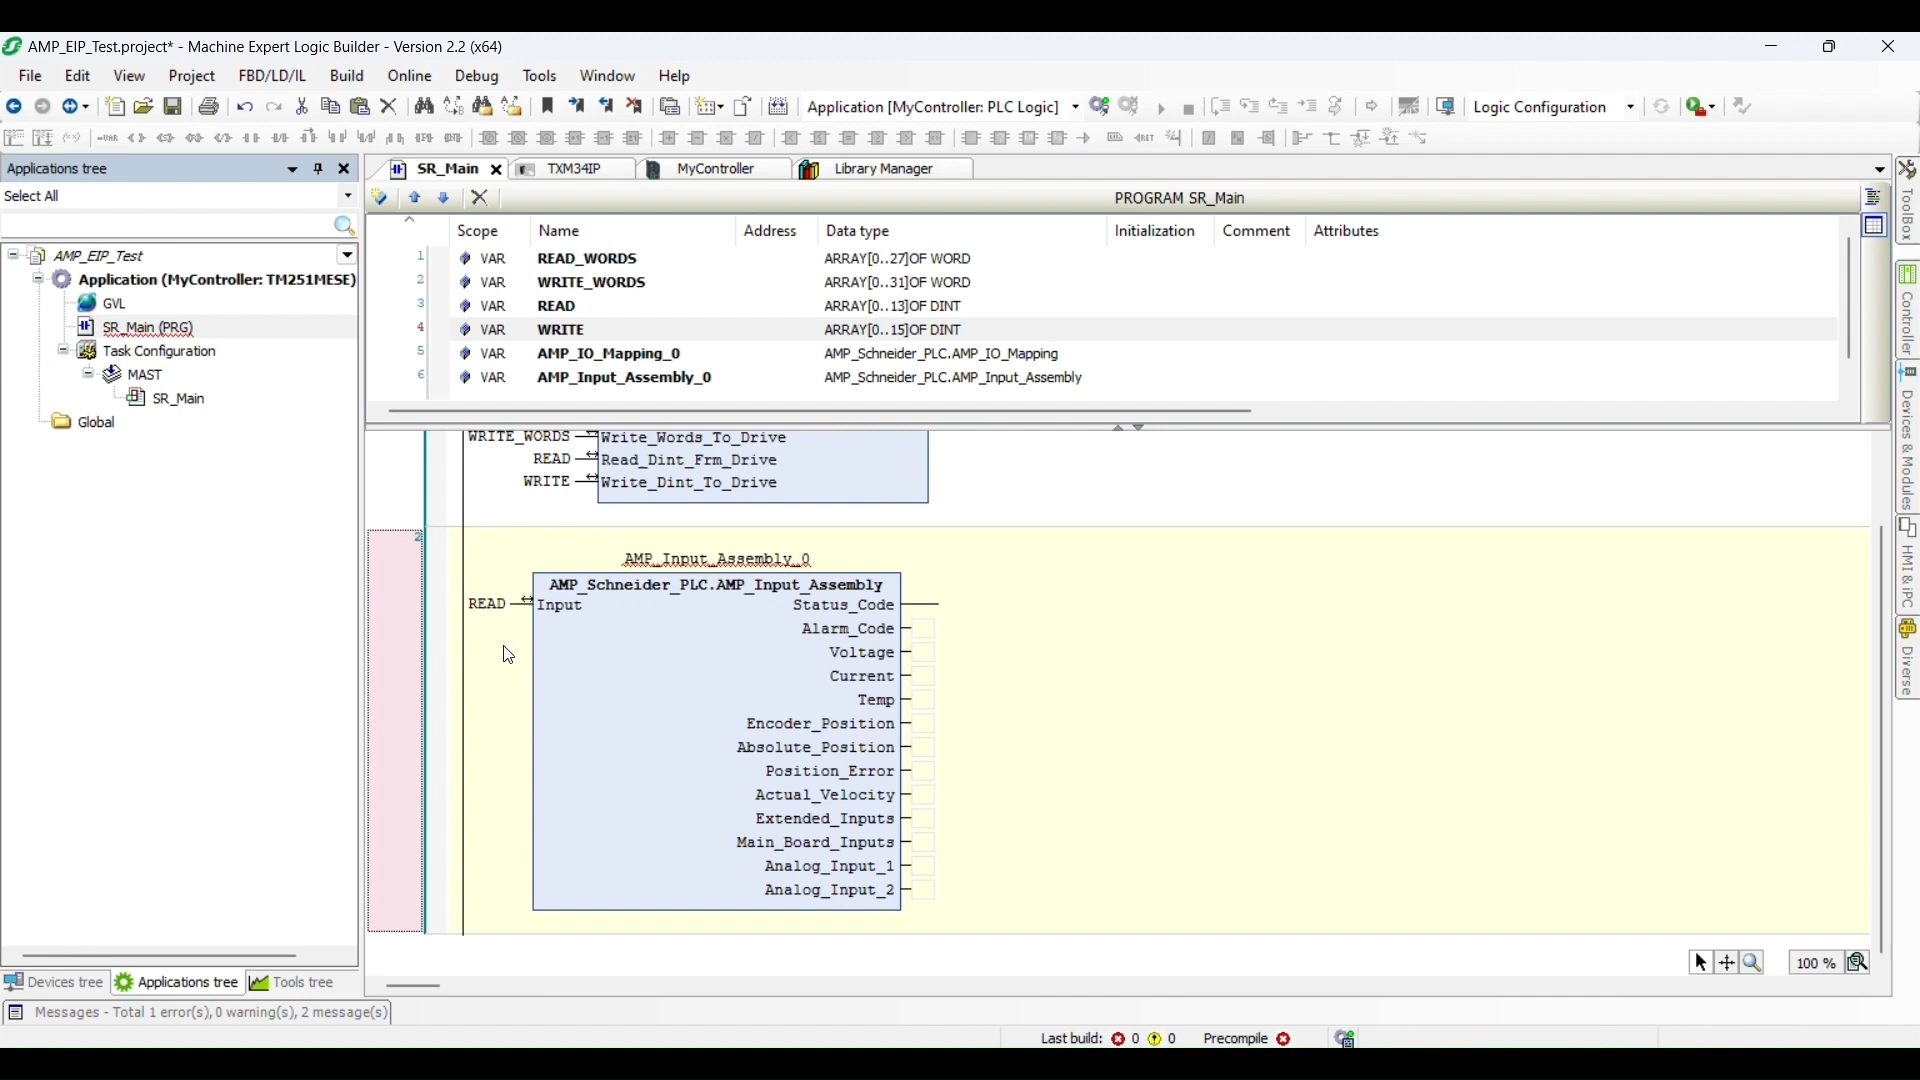 AMP_EIP_Test.project* - Machine Expert Logic Builder - Version 2.2 (x64)
File Edit View Project FBD/LD/IL Build Online Debug Tools Window Help
Application [MyController: PLC Logic] Logic Configuration
Applications tree
Select All
AMP_EIP_Test
Application (MyController: TM251MESE)
GVL
SR_Main (PRG)
Task Configuration
MAST
SR_Main
Global
Devices tree Applications tree Tools tree
SR_Main TXM34IP MyController Library Manager
PROGRAM SR_Main
Scope Name Address Data type Initialization Comment Attributes
1 VAR READ_WORDS ARRAY[0..27]OF WORD
2 VAR WRITE_WORDS ARRAY[0..31]OF WORD
3 VAR READ ARRAY[0..13]OF DINT
4 VAR WRITE ARRAY[0..15]OF DINT
5 VAR AMP_IO_Mapping_0 AMP_Schneider_PLC.AMP_IO_Mapping
6 VAR AMP_Input_Assembly_0 AMP_Schneider_PLC.AMP_Input_Assembly
WRITE_WORDS Write_Words_To_Drive
READ Read_Dint_Frm_Drive
WRITE Write_Dint_To_Drive
2
AMP_Input_Assembly_0
AMP_Schneider_PLC.AMP_Input_Assembly
READ Input Status_Code
Alarm_Code
Voltage
Current
Temp
Encoder_Position
Absolute_Position
Position_Error
Actual_Velocity
Extended_Inputs
Main_Board_Inputs
Analog_Input_1
Analog_Input_2
100 %
ToolBox
Controller
Devices & Modules
HMI & iPC
Diverse
Messages - Total 1 error(s), 0 warning(s), 2 message(s)
Last build: 0 0 Precompile